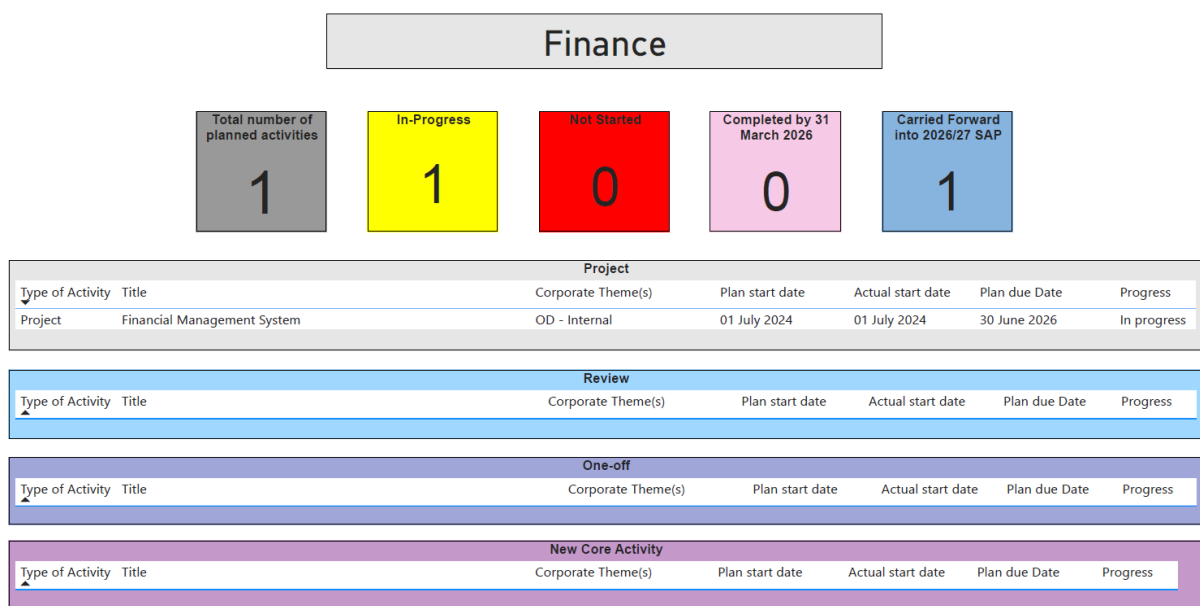 Finance
Total number of
planned activities
1
In-Progress
1
Not Started
0
Completed by 31
March 2026
0
Carried Forward
into 2026/27 SAP
1
Project
Type of Activity Title Corporate Theme(s) Plan start date Actual start date Plan due Date Progress
Project Financial Management System OD - Internal 01 July 2024 01 July 2024 30 June 2026 In progress
Review
Type of Activity Title Corporate Theme(s) Plan start date Actual start date Plan due Date Progress
One-off
Type of Activity Title Corporate Theme(s) Plan start date Actual start date Plan due Date Progress
New Core Activity
Type of Activity Title Corporate Theme(s) Plan start date Actual start date Plan due Date Progress